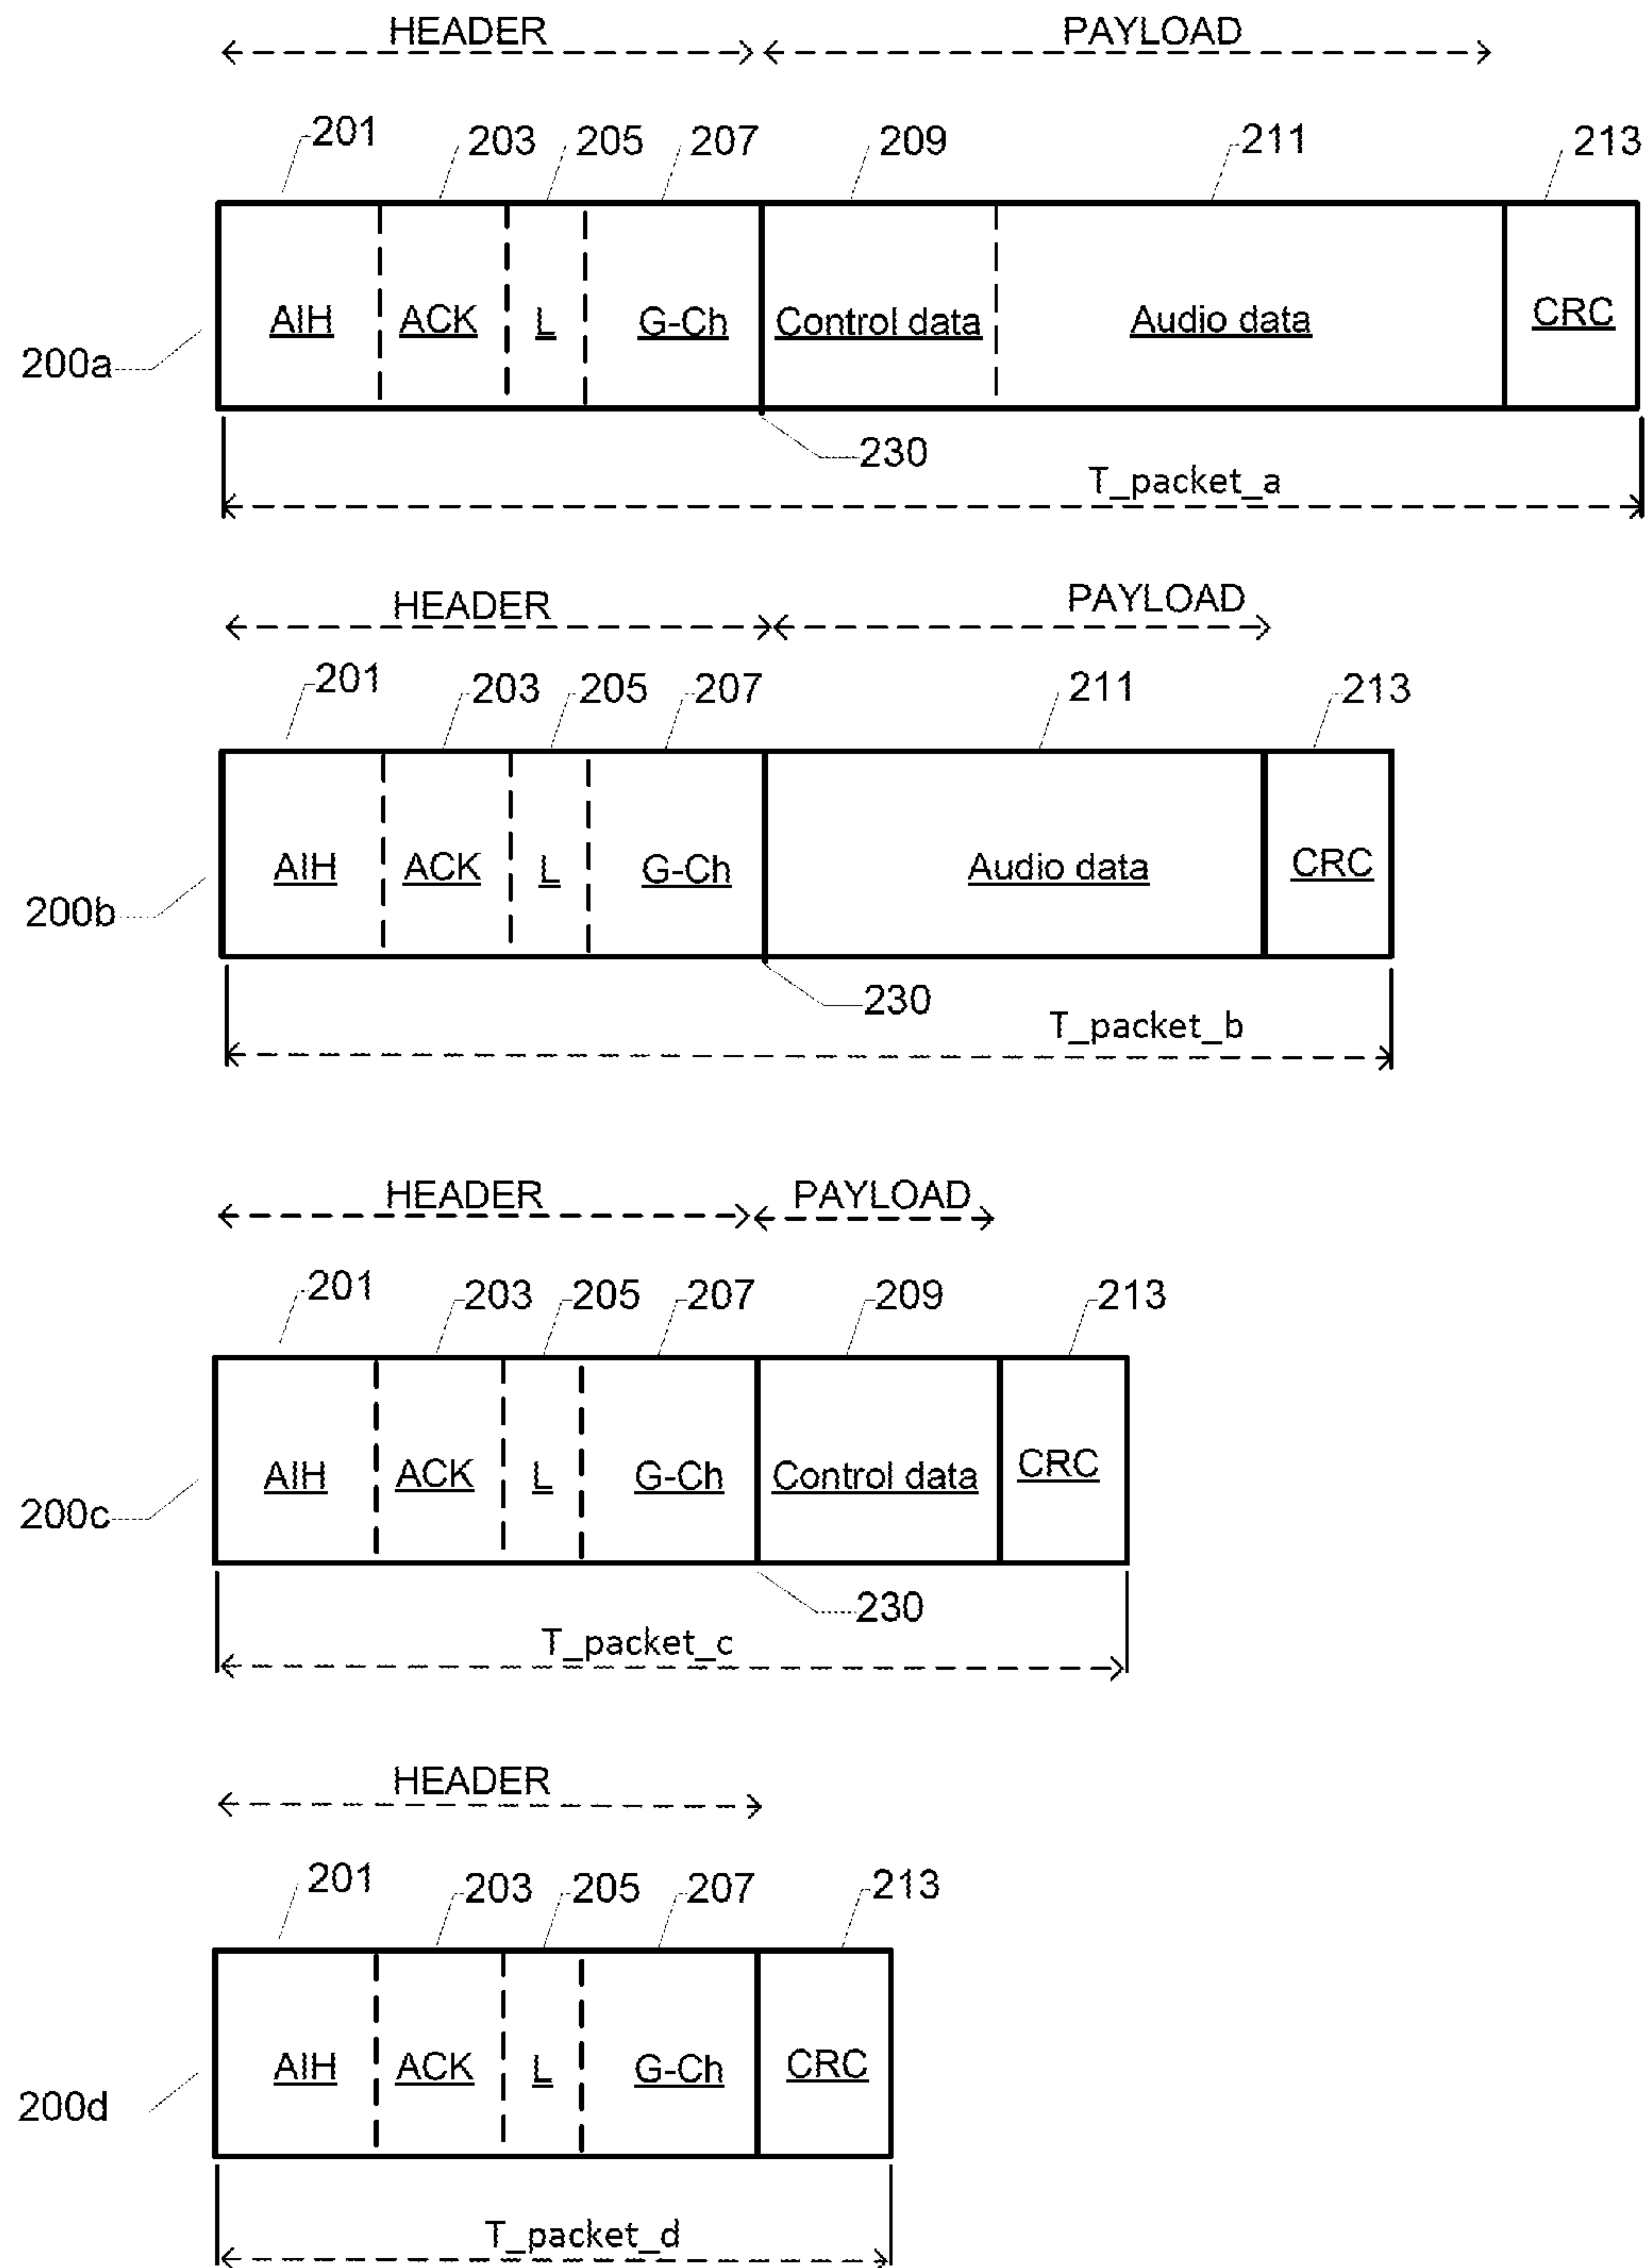 HEADER PAYLOAD
201 203 205 207 209 211 213
AIH ACK L G-Ch Control data Audio data CRC
200a
230
T_packet_a
HEADER PAYLOAD
201 203 205 207 211 213
AIH ACK L G-Ch Audio data CRC
200b
230
T_packet_b
HEADER PAYLOAD
201 203 205 207 209 213
AIH ACK L G-Ch Control data CRC
200c
230
T_packet_c
HEADER
201 203 205 207 213
AIH ACK L G-Ch CRC
200d
T_packet_d